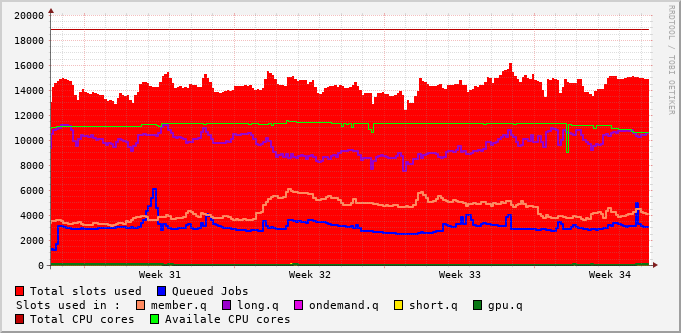 20000
18000
16000
14000
12000
10000
8000
6000
4000
2000
0
Week 31 Week 32 Week 33 Week 34
Total slots used Queued Jobs
Slots used in : member.q long.q ondemand.q short.q gpu.q
Total CPU cores Availale CPU cores
RRDTOOL / TOBI OETIKER